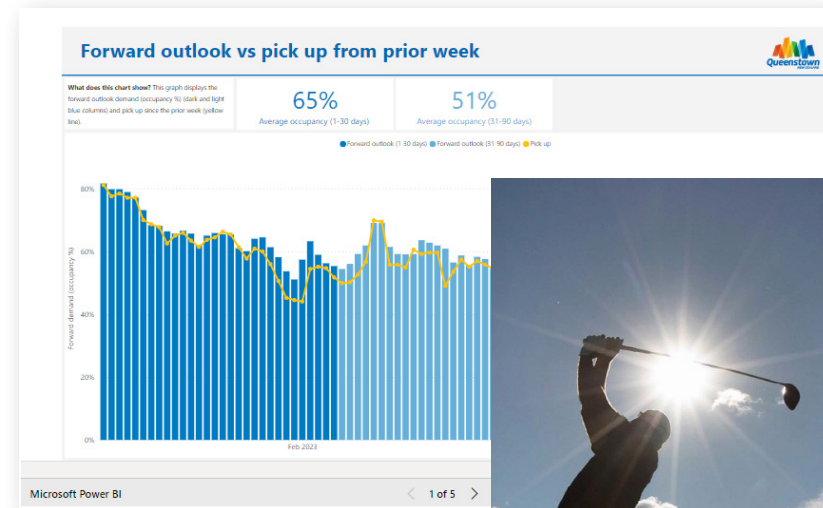 Forward outlook vs pick up from prior week
Queenstown
What does this chart show? This graph displays the
forward outlook demand (occupancy %) (dark and light
blue columns) and pick up since the prior week (yellow
line).
65%
Average occupancy (1-30 days)
51%
Average occupancy (31-90 days)
Forward outlook (1-30 days) Forward outlook (31-90 days) Pick up
Forward demand (occupancy %)
80%
60%
40%
20%
0%
Feb 2023
Microsoft Power BI
1 of 5